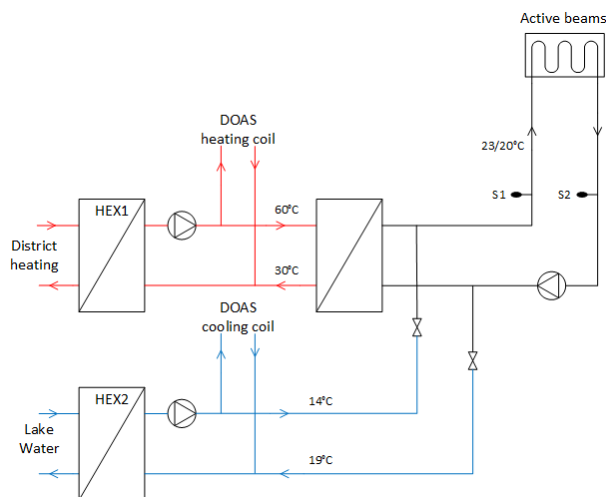 Active beams
DOAS
heating coil
23/20°C
S1
S2
HEX1
60°C
District
heating
30°C
DOAS
cooling coil
HEX2
14°C
Lake
Water
19°C